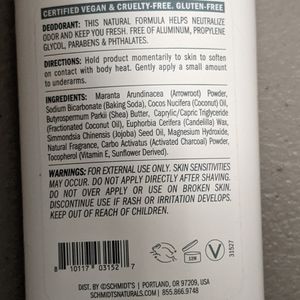 CERTIFIED VEGAN & CRUELTY-FREE. GLUTEN-FREE
DEODORANT: THIS NATURAL FORMULA HELPS NEUTRALIZE
ODOR AND KEEP YOU FRESH. FREE OF ALUMINUM, PROPYLENE
GLYCOL, PARABENS & PHTHALATES.
DIRECTIONS: Hold product momentarily to skin to soften
on contact with body heat. Gently apply a small amount
to underarms.
INGREDIENTS: Maranta Arundinacea (Arrowroot) Powder,
Sodium Bicarbonate (Baking Soda), Cocos Nucifera (Coconut) Oil,
Butyrospermum Parkii (Shea) Butter, Caprylic/Capric Triglyceride
(Fractionated Coconut Oil), Euphorbia Cerifera (Candelilla) Wax,
Simmondsia Chinensis (Jojoba) Seed Oil, Magnesium Hydroxide,
Natural Fragrance, Carbo Activatus (Activated Charcoal) Powder,
Tocopherol (Vitamin E, Sunflower Derived).
WARNINGS: FOR EXTERNAL USE ONLY. SKIN SENSITIVITIES
MAY OCCUR. DO NOT APPLY DIRECTLY AFTER SHAVING.
DO NOT OVER APPLY OR USE ON BROKEN SKIN.
DISCONTINUE USE IF RASH OR IRRITATION DEVELOPS.
KEEP OUT OF REACH OF CHILDREN.
12M
V
31527
8 10117 03152 7
DIST. BY @SCHMIDT'S | PORTLAND, OR 97209, USA
SCHMIDTSNATURALS.COM | 855.866.9748